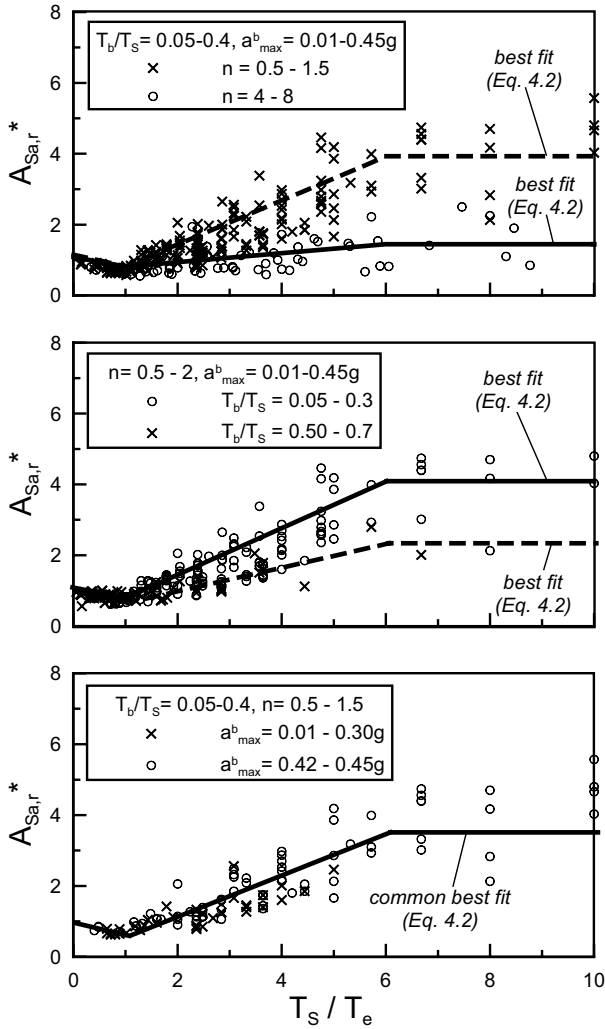 8
T_b/T_S= 0.05-0.4, a^b_max= 0.01-0.45g
n = 0.5 - 1.5
n = 4 - 8
best fit
(Eq. 4.2)
6
A_Sa,r*
4
best fit
(Eq. 4.2)
2
0
8
n= 0.5 - 2, a^b_max= 0.01-0.45g
T_b/T_S = 0.05 - 0.3
T_b/T_S = 0.50 - 0.7
best fit
(Eq. 4.2)
6
A_Sa,r*
4
2
best fit
(Eq. 4.2)
0
8
T_b/T_S= 0.05-0.4, n= 0.5 - 1.5
a^b_max= 0.01 - 0.30g
a^b_max= 0.42 - 0.45g
6
A_Sa,r*
4
common best fit
(Eq. 4.2)
2
0
0 2 4 6 8 10
T_S / T_e